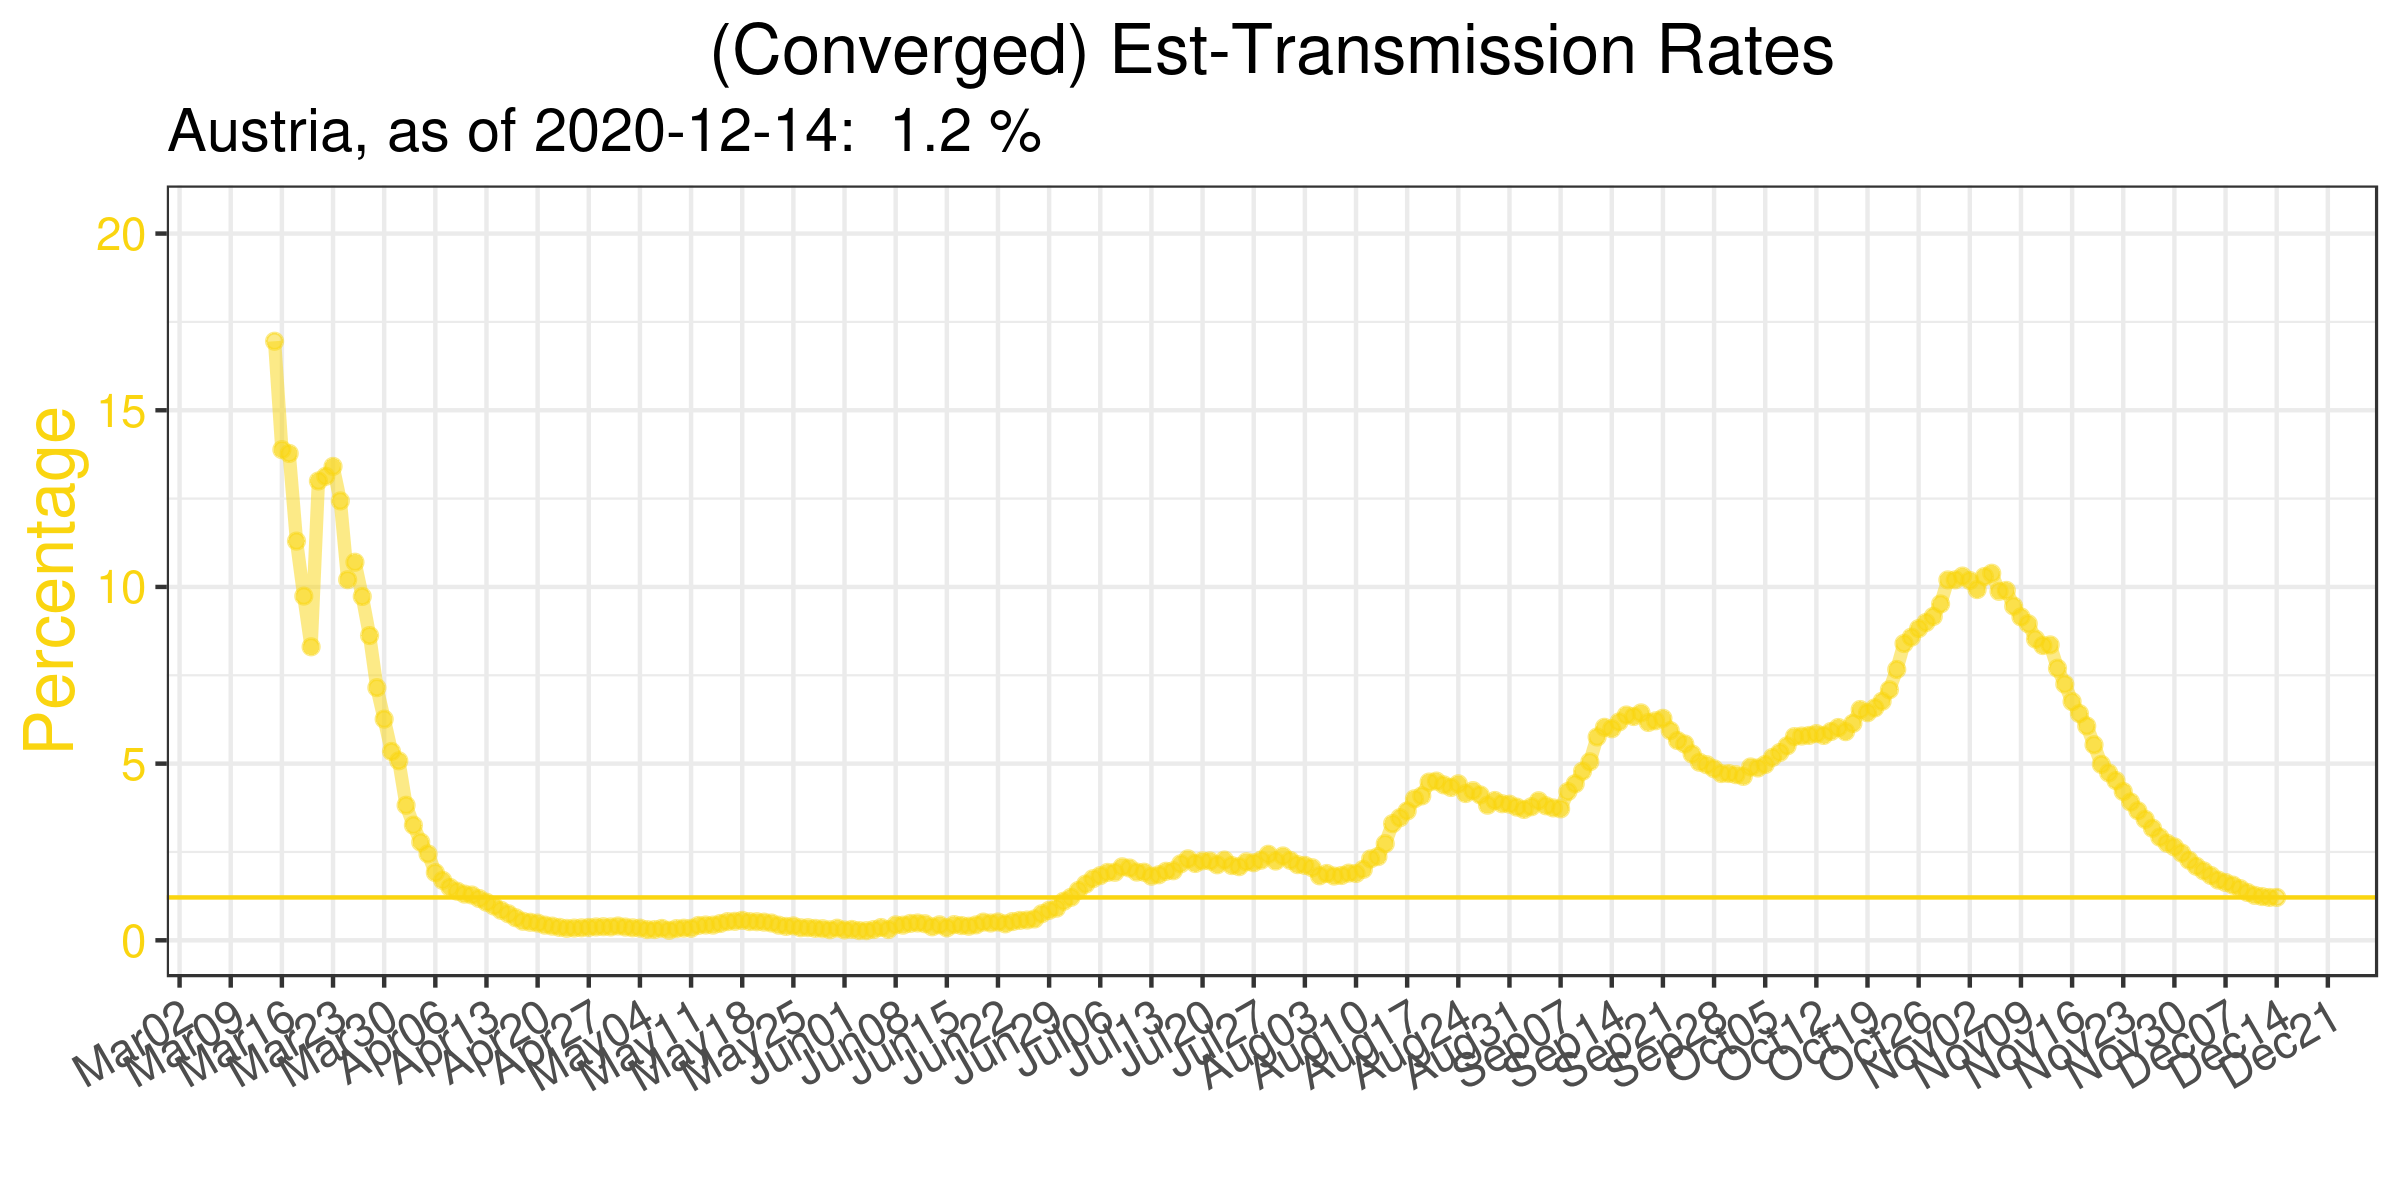 (Converged) Est-Transmission Rates
Austria, as of 2020-12-14:  1.2 %
Percentage
20
15
10
5
0
Mar02
Mar09
Mar16
Mar23
Mar30
Apr06
Apr13
Apr20
Apr27
May04
May11
May18
May25
Jun01
Jun08
Jun15
Jun22
Jun29
Jul06
Jul13
Jul20
Jul27
Aug03
Aug10
Aug17
Aug24
Aug31
Sep07
Sep14
Sep21
Sep28
Oct05
Oct12
Oct19
Oct26
Nov02
Nov09
Nov16
Nov23
Nov30
Dec07
Dec14
Dec21